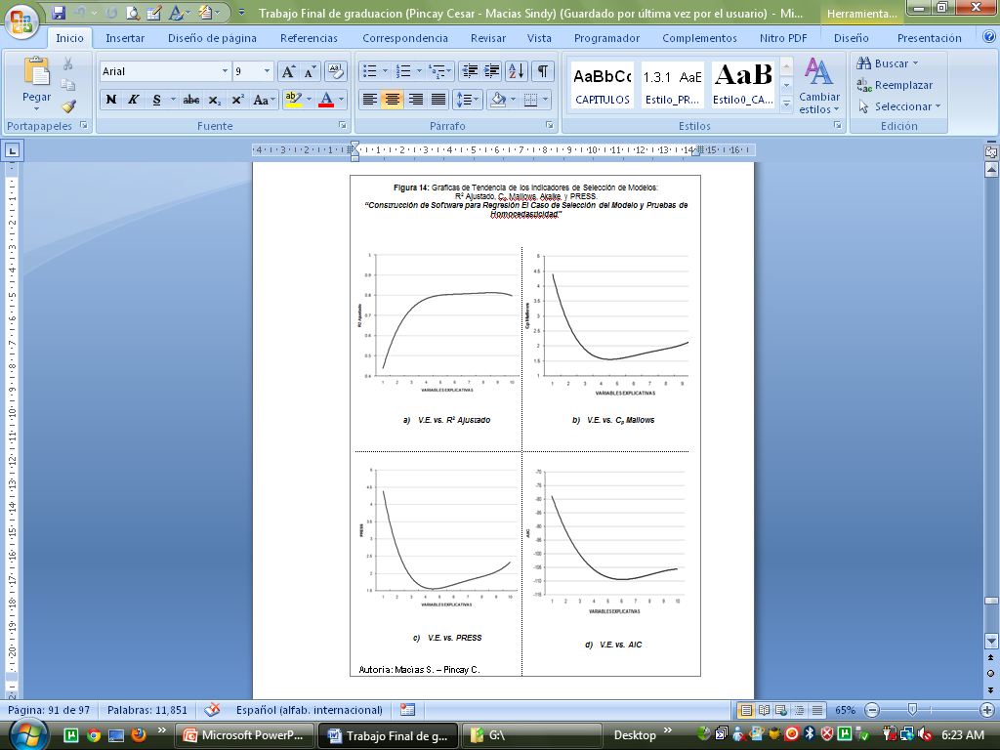 Trabajo Final de graduacion (Pincay Cesar - Macias Sindy) (Guardado por última vez por el usuario) - Mi...
Herramienta...
Inicio
Insertar
Diseño de página
Referencias
Correspondencia
Revisar
Vista
Programador
Complementos
Nitro PDF
Diseño
Presentación
Pegar
Arial
9
N K S abc x₂ x² Aa
AaBbCc
1.3.1 AaE
AaB
CAPITULOS
Estilo_PR...
Estilo0_CA...
Cambiar
estilos
Buscar
Reemplazar
Seleccionar
Portapapeles
Fuente
Párrafo
Estilos
Edición
Figura 14: Graficas de Tendencia de los Indicadores de Selección de Modelos:
R² Ajustado, Cp Mallows, Akaike, y PRESS.
"Construcción de Software para Regresión El Caso de Selección del Modelo y Pruebas de
Homocedasticidad"
R2 Ajustado
1
0.9
0.8
0.7
0.6
0.5
0.4
1 2 3 4 5 6 7 8 9 10
VARIABLES EXPLICATIVAS
a) V.E. vs. R² Ajustado
Cp Mallows
5
4.5
4
3.5
3
2.5
2
1.5
1
1 2 3 4 5 6 7 8 9
VARIABLES EXPLICATIVAS
b) V.E. vs. Cp Mallows
PRESS
5
4.5
4
3.5
3
2.5
2
1.5
1 2 3 4 5 6 7 8 9 10
VARIABLES EXPLICATIVAS
c) V.E. vs. PRESS
AIC
-70
-75
-80
-85
-90
-95
-100
-105
-110
-115
1 2 3 4 5 6 7 8 9 10
VARIABLES EXPLICATIVAS
d) V.E. vs. AIC
Autoria: Macìas S. – Pincay C.
Página: 91 de 97
Palabras: 11,851
Español (alfab. internacional)
65%
Microsoft PowerP...
Trabajo Final de g...
G:\
Desktop
6:23 AM